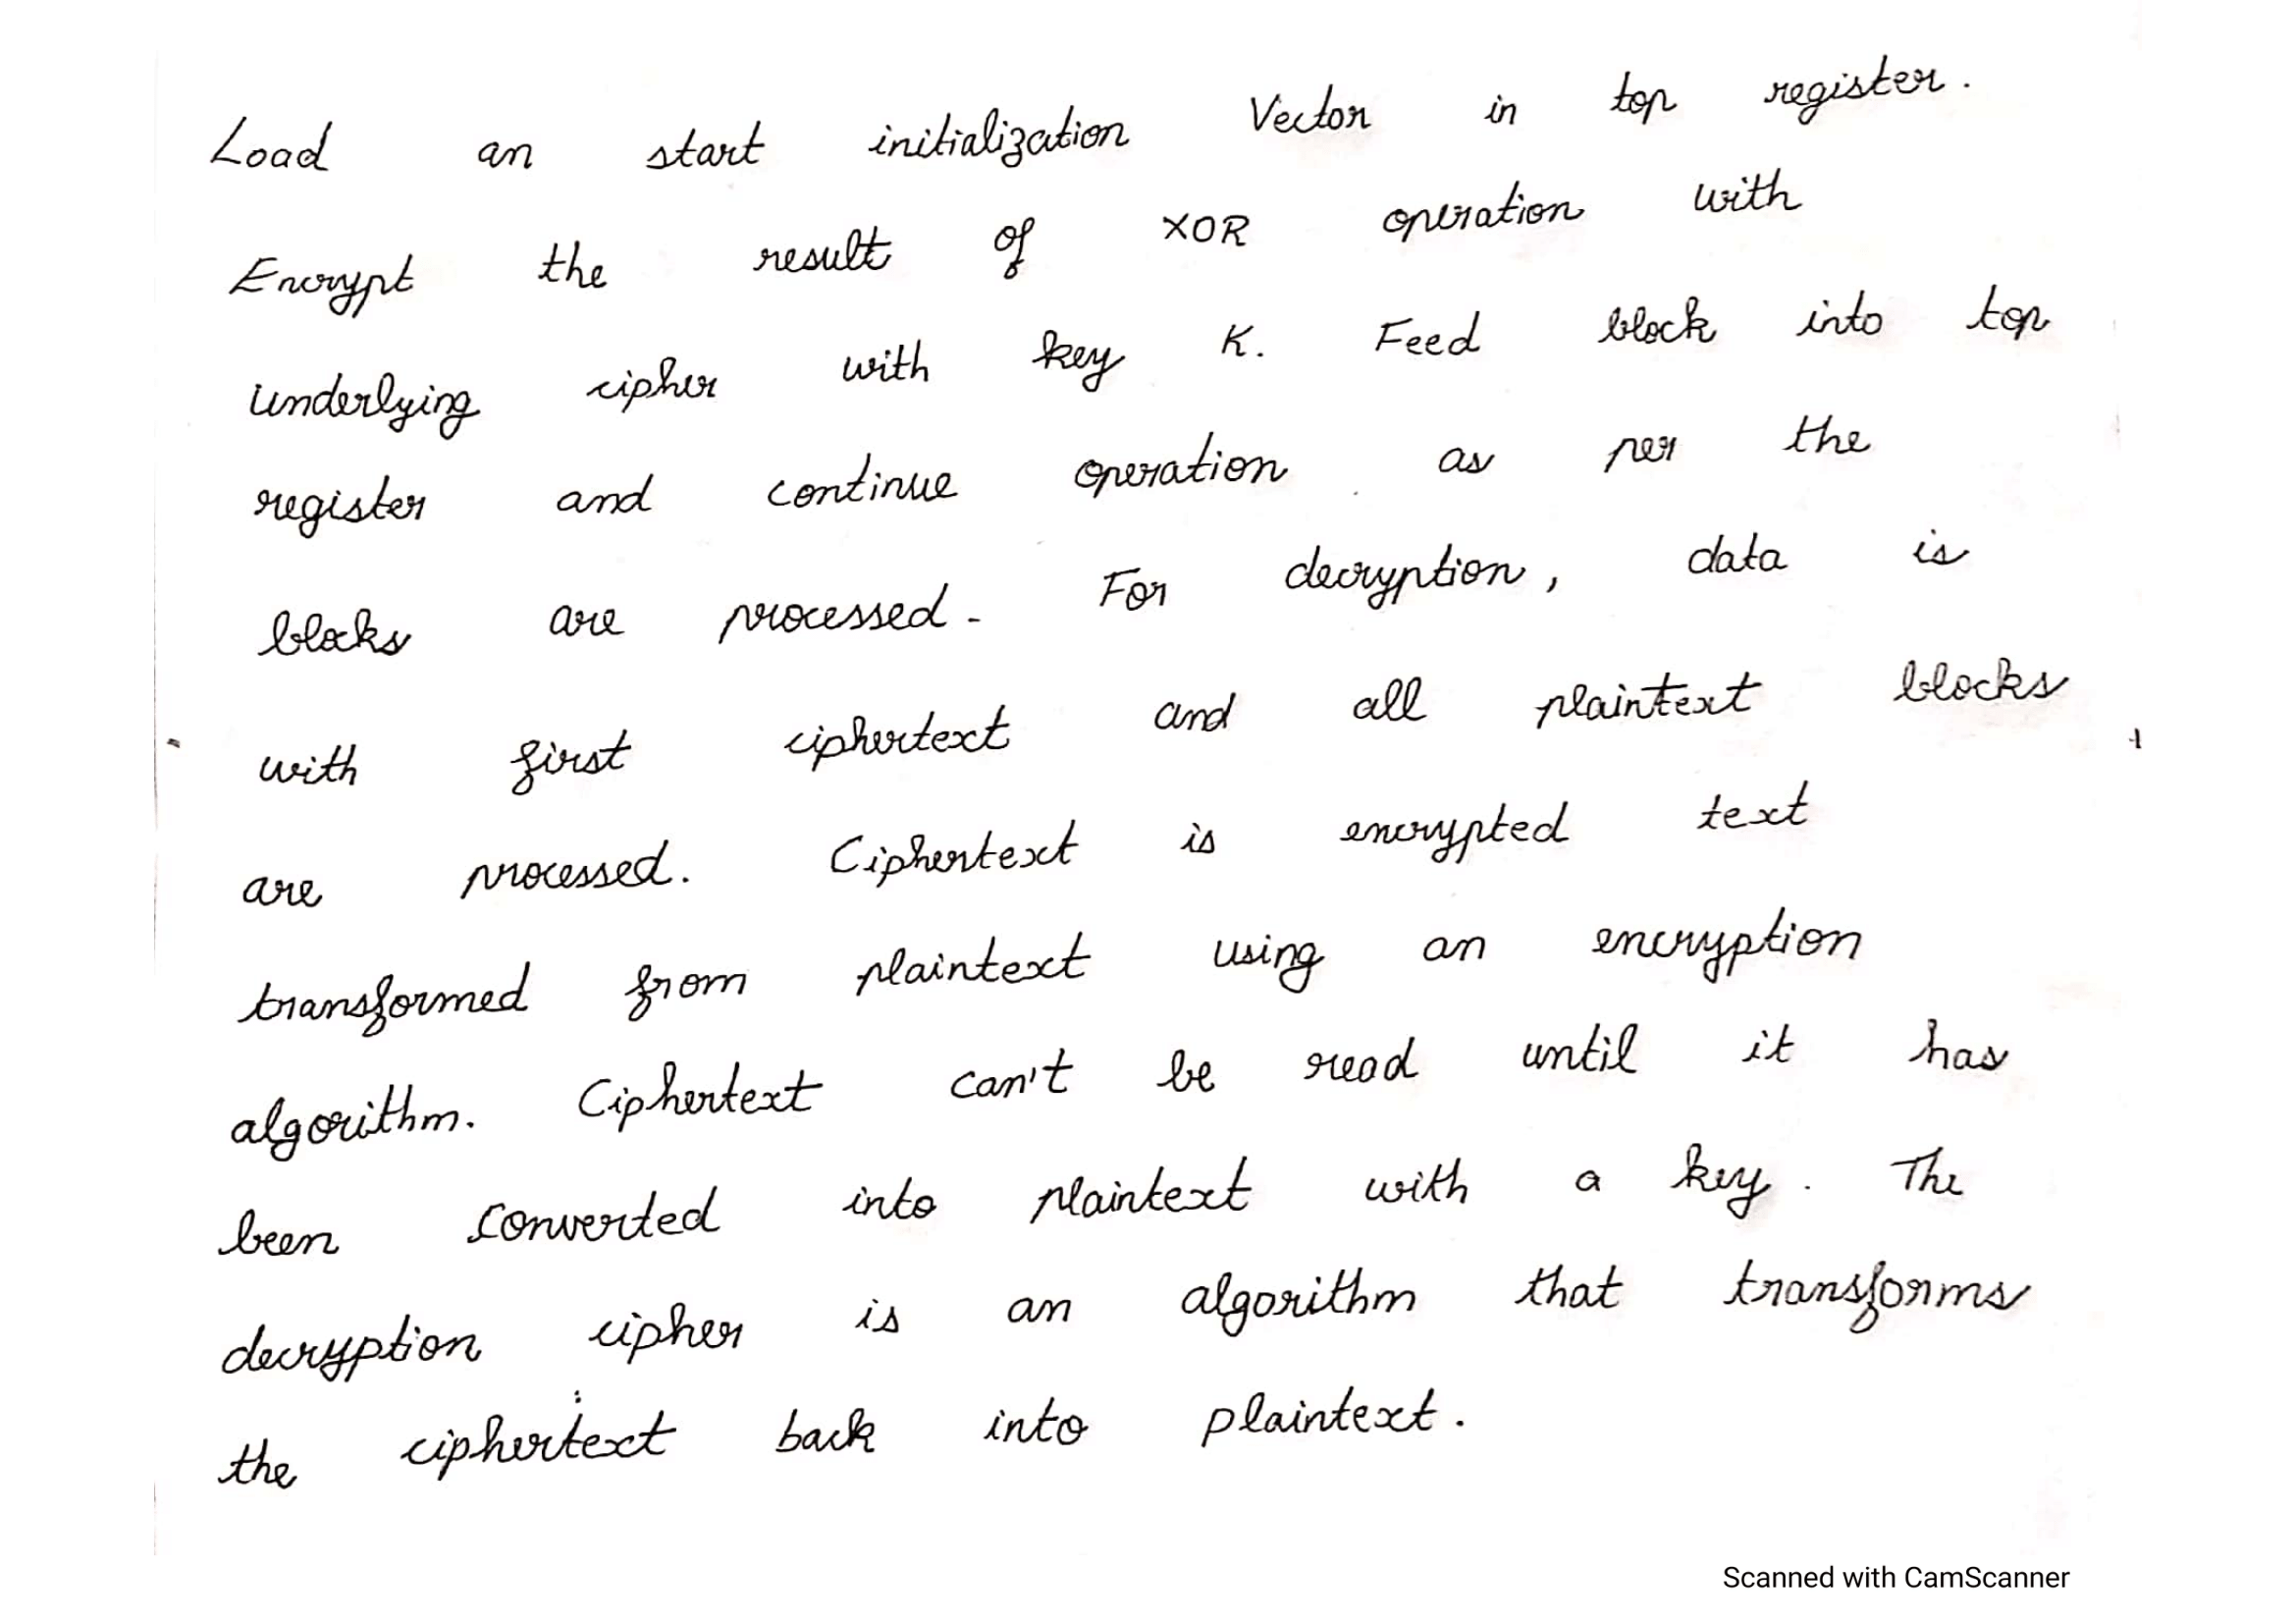 Load an start initialization Vector in top register.
Encrypt the result of XOR operation with
underlying cipher with key K. Feed block into top
register and continue operation as per the
blocks are processed. For decryption, data is
with first ciphertext and all plaintext blocks
are processed. Ciphertext is encrypted text
transformed from plaintext using an encryption
algorithm. Ciphertext can't be read until it has
been converted into plaintext with a key. The
decryption cipher is an algorithm that transforms
the ciphertext back into plaintext.
Scanned with CamScanner